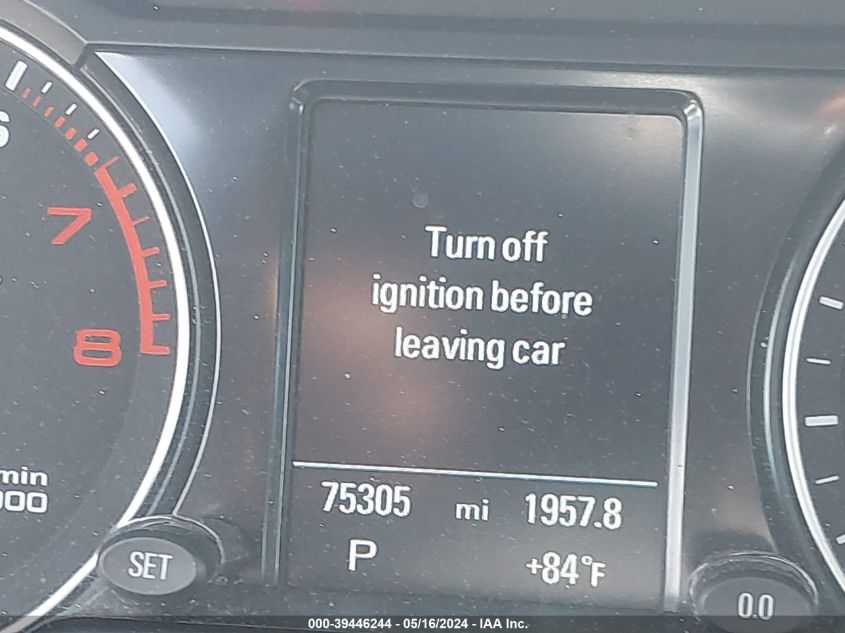 6
7
8
min
000
Turn off
ignition before
leaving car
75305 mi 1957.8
P +84°F
SET
0.0
000-39446244 - 05/16/2024 - IAA Inc.